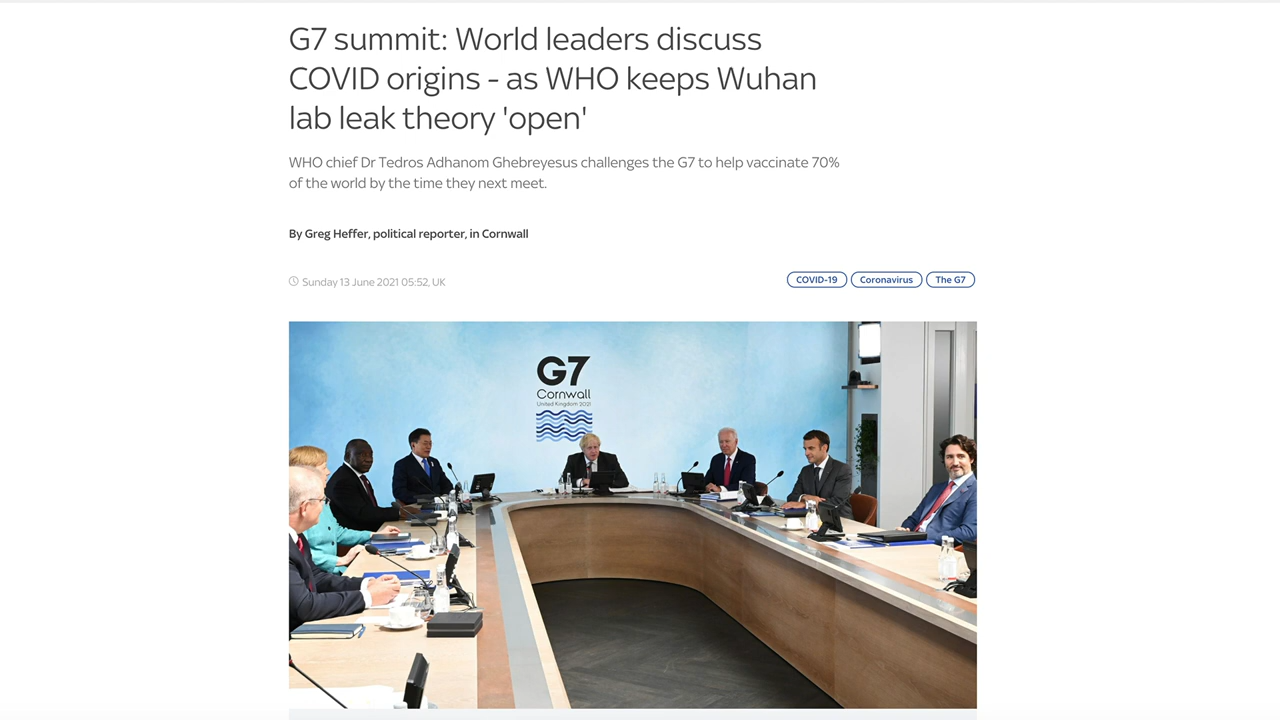 G7 summit: World leaders discuss
COVID origins - as WHO keeps Wuhan
lab leak theory 'open'
WHO chief Dr Tedros Adhanom Ghebreyesus challenges the G7 to help vaccinate 70%
of the world by the time they next meet.
By Greg Heffer, political reporter, in Cornwall
Sunday 13 June 2021 05:52, UK
COVID-19 Coronavirus The G7
G7
Cornwall
United Kingdom 2021